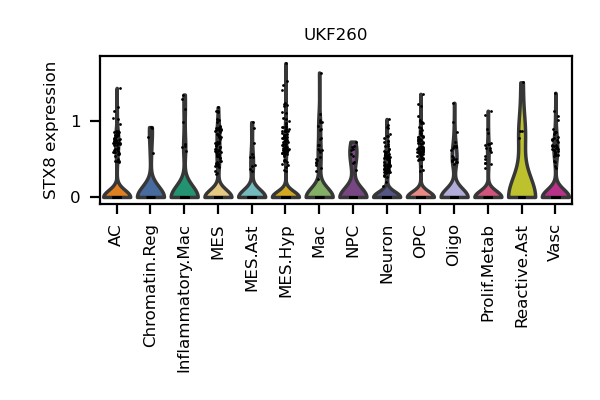 UKF260
STX8 expression
1
0
AC
Chromatin.Reg
Inflammatory.Mac
MES
MES.Ast
MES.Hyp
Mac
NPC
Neuron
OPC
Oligo
Prolif.Metab
Reactive.Ast
Vasc